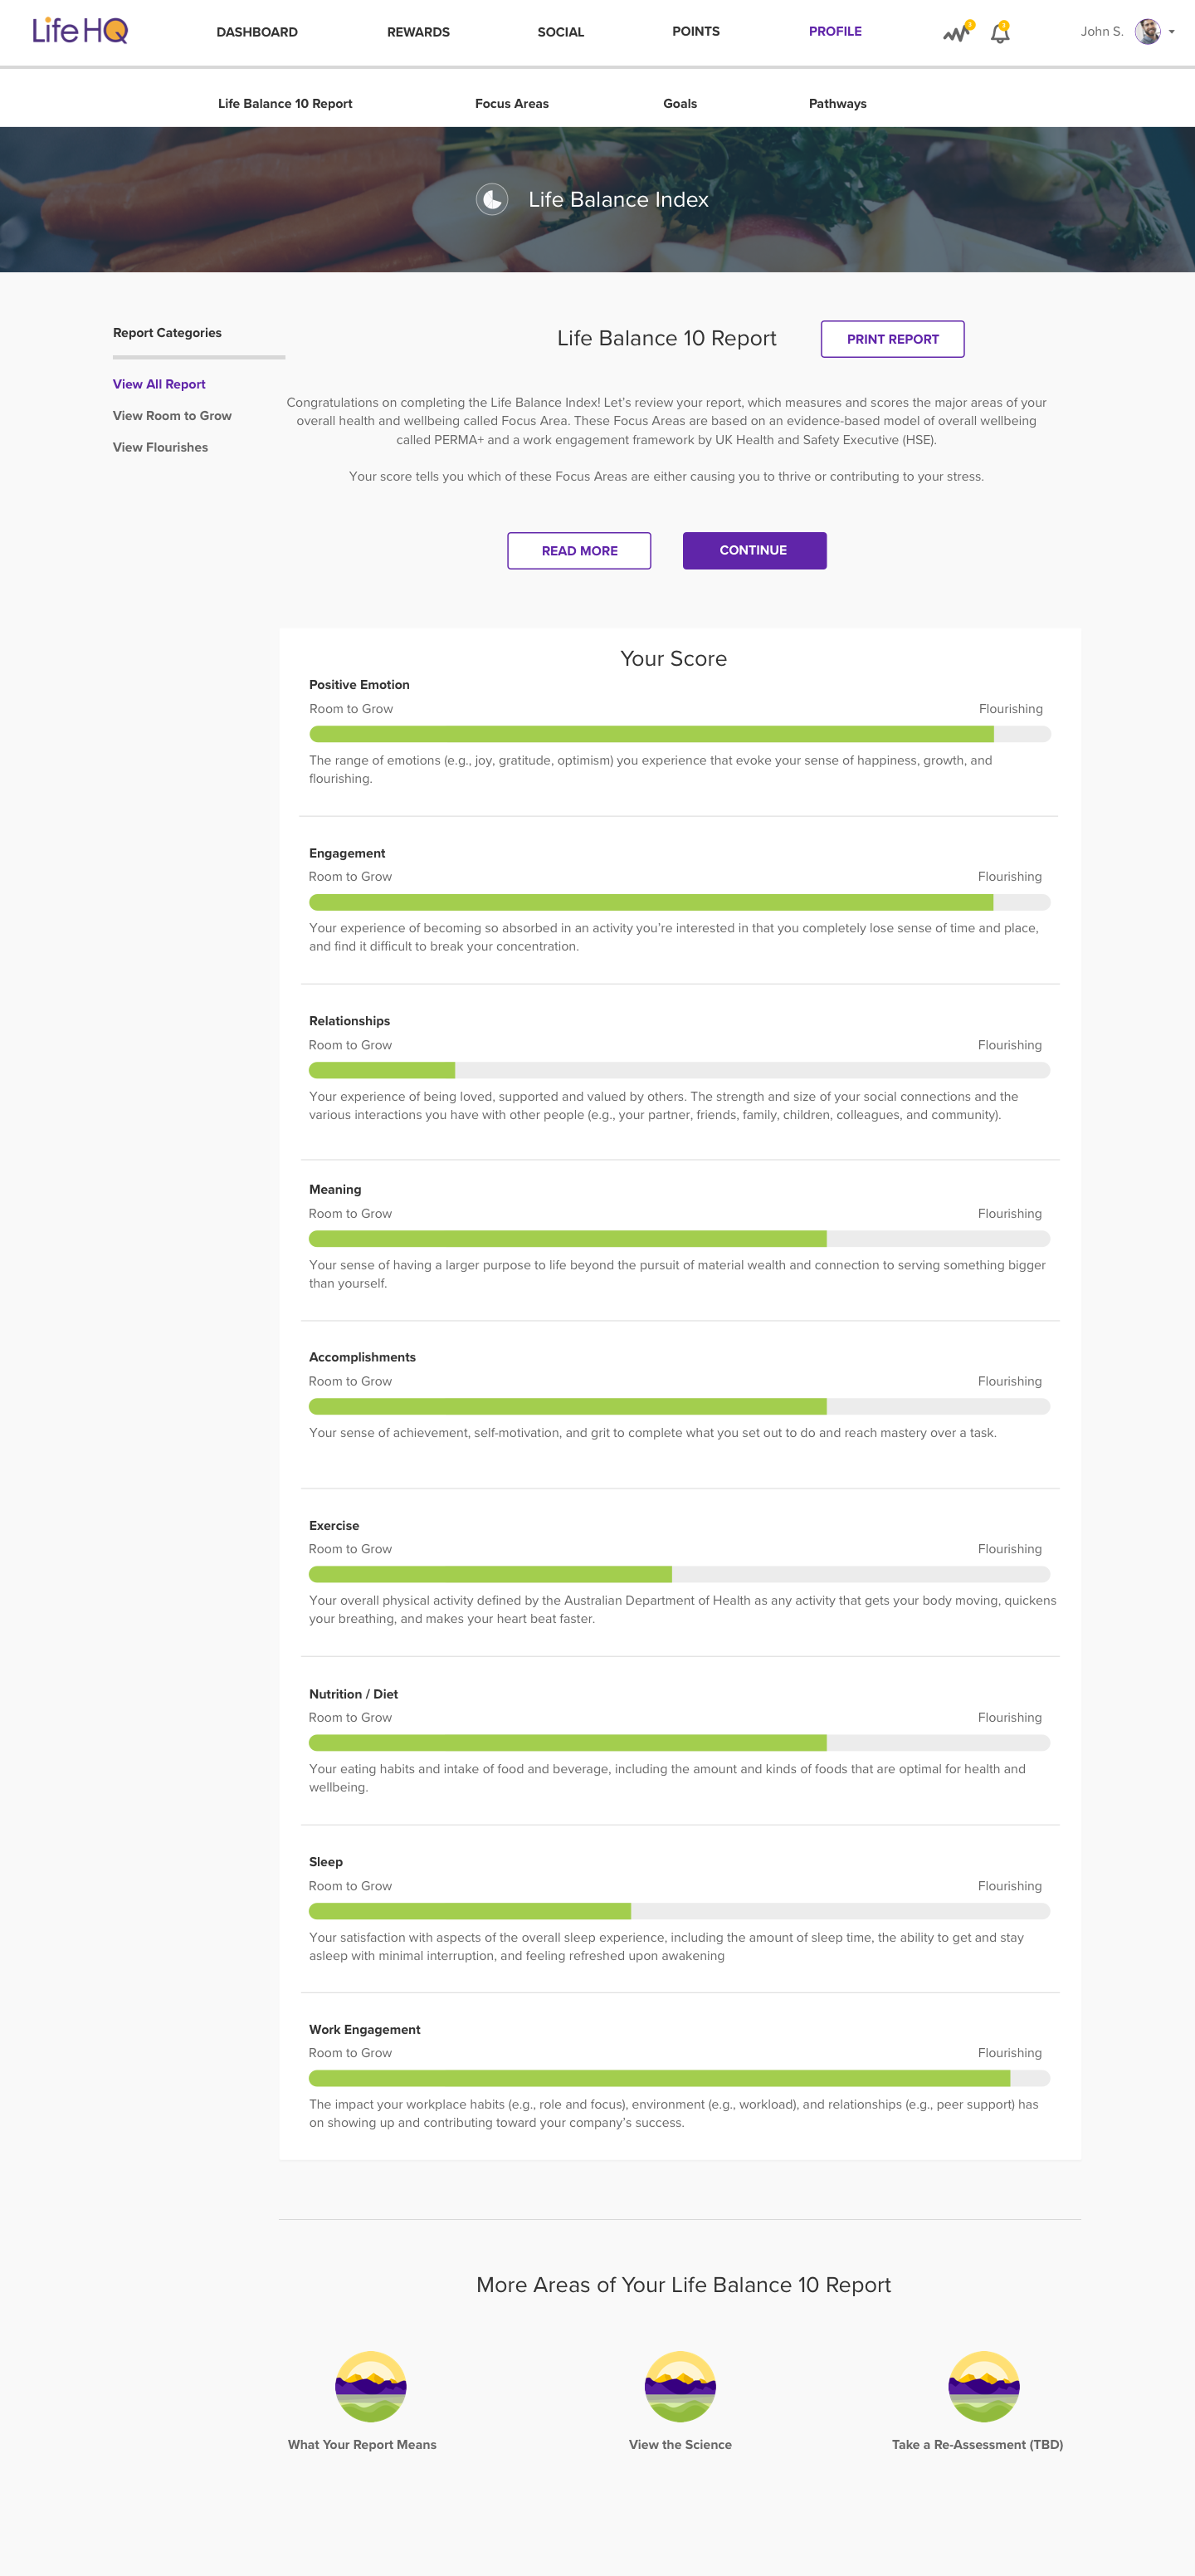 LifeHQ
DASHBOARD
REWARDS
SOCIAL
POINTS
PROFILE
John S.
Life Balance 10 Report
Focus Areas
Goals
Pathways
Life Balance Index
Report Categories
View All Report
View Room to Grow
View Flourishes
Life Balance 10 Report
PRINT REPORT
Congratulations on completing the Life Balance Index! Let’s review your report, which measures and scores the major areas of your
overall health and wellbeing called Focus Area. These Focus Areas are based on an evidence-based model of overall wellbeing
called PERMA+ and a work engagement framework by UK Health and Safety Executive (HSE).
Your score tells you which of these Focus Areas are either causing you to thrive or contributing to your stress.
READ MORE
CONTINUE
Your Score
Positive Emotion
Room to Grow
Flourishing
The range of emotions (e.g., joy, gratitude, optimism) you experience that evoke your sense of happiness, growth, and
flourishing.
Engagement
Room to Grow
Flourishing
Your experience of becoming so absorbed in an activity you’re interested in that you completely lose sense of time and place,
and find it difficult to break your concentration.
Relationships
Room to Grow
Flourishing
Your experience of being loved, supported and valued by others. The strength and size of your social connections and the
various interactions you have with other people (e.g., your partner, friends, family, children, colleagues, and community).
Meaning
Room to Grow
Flourishing
Your sense of having a larger purpose to life beyond the pursuit of material wealth and connection to serving something bigger
than yourself.
Accomplishments
Room to Grow
Flourishing
Your sense of achievement, self-motivation, and grit to complete what you set out to do and reach mastery over a task.
Exercise
Room to Grow
Flourishing
Your overall physical activity defined by the Australian Department of Health as any activity that gets your body moving, quickens
your breathing, and makes your heart beat faster.
Nutrition / Diet
Room to Grow
Flourishing
Your eating habits and intake of food and beverage, including the amount and kinds of foods that are optimal for health and
wellbeing.
Sleep
Room to Grow
Flourishing
Your satisfaction with aspects of the overall sleep experience, including the amount of sleep time, the ability to get and stay
asleep with minimal interruption, and feeling refreshed upon awakening
Work Engagement
Room to Grow
Flourishing
The impact your workplace habits (e.g., role and focus), environment (e.g., workload), and relationships (e.g., peer support) has
on showing up and contributing toward your company’s success.
More Areas of Your Life Balance 10 Report
What Your Report Means
View the Science
Take a Re-Assessment (TBD)